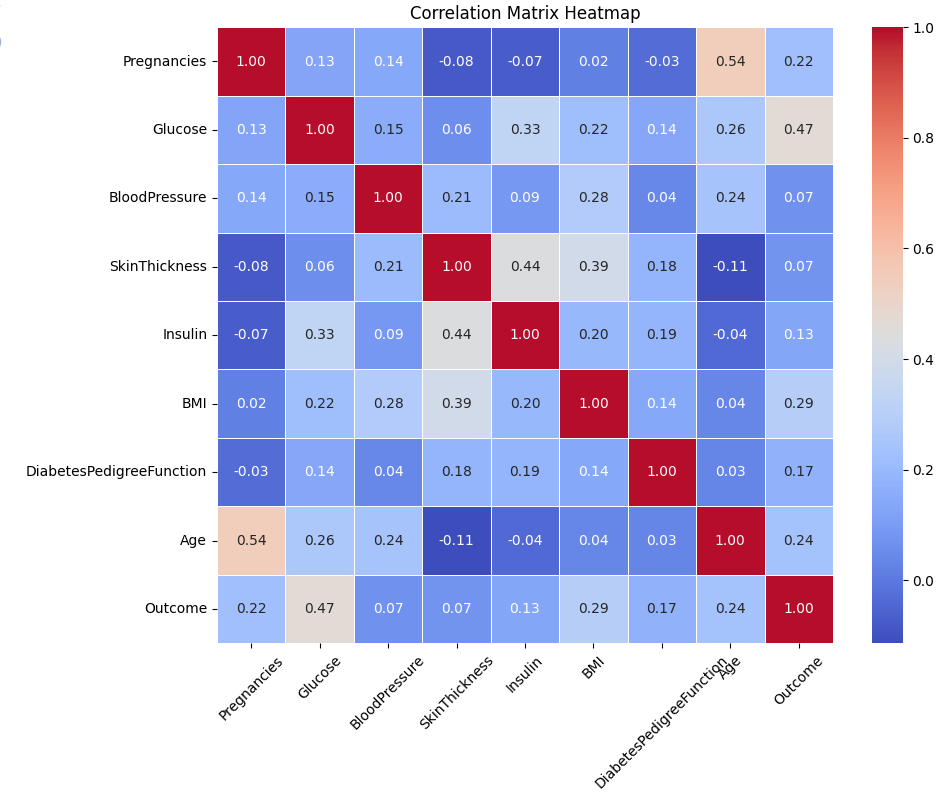 Correlation Matrix Heatmap
Pregnancies 1.00 0.13 0.14 -0.08 -0.07 0.02 -0.03 0.54 0.22
Glucose 0.13 1.00 0.15 0.06 0.33 0.22 0.14 0.26 0.47
BloodPressure 0.14 0.15 1.00 0.21 0.09 0.28 0.04 0.24 0.07
SkinThickness -0.08 0.06 0.21 1.00 0.44 0.39 0.18 -0.11 0.07
Insulin -0.07 0.33 0.09 0.44 1.00 0.20 0.19 -0.04 0.13
BMI 0.02 0.22 0.28 0.39 0.20 1.00 0.14 0.04 0.29
DiabetesPedigreeFunction -0.03 0.14 0.04 0.18 0.19 0.14 1.00 0.03 0.17
Age 0.54 0.26 0.24 -0.11 -0.04 0.04 0.03 1.00 0.24
Outcome 0.22 0.47 0.07 0.07 0.13 0.29 0.17 0.24 1.00
Pregnancies Glucose BloodPressure SkinThickness Insulin BMI DiabetesPedigreeFunction Age Outcome
1.0
0.8
0.6
0.4
0.2
0.0